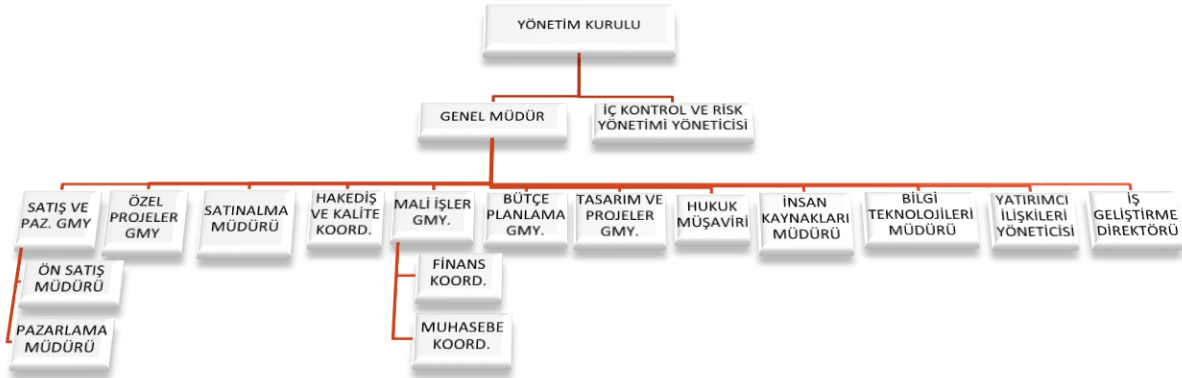 YÖNETİM KURULU
GENEL MÜDÜR
İÇ KONTROL VE RİSK
YÖNETİMİ YÖNETİCİSİ
SATIŞ VE
PAZ. GMY
ÖZEL
PROJELER
GMY
SATINALMA
MÜDÜRÜ
HAKEDİŞ
VE KALİTE
KOORD.
MALİ İŞLER
GMY.
BÜTÇE
PLANLAMA
GMY.
TASARIM VE
PROJELER
GMY.
HUKUK
MÜŞAVİRİ
İNSAN
KAYNAKLARI
MÜDÜRÜ
BİLGİ
TEKNOLOJİLERİ
MÜDÜRÜ
YATIRIMCI
İLİŞKİLERİ
YÖNETİCİSİ
İŞ
GELİŞTİRME
DİREKTÖRÜ
ÖN SATIŞ
MÜDÜRÜ
PAZARLAMA
MÜDÜRÜ
FİNANS
KOORD.
MUHASEBE
KOORD.